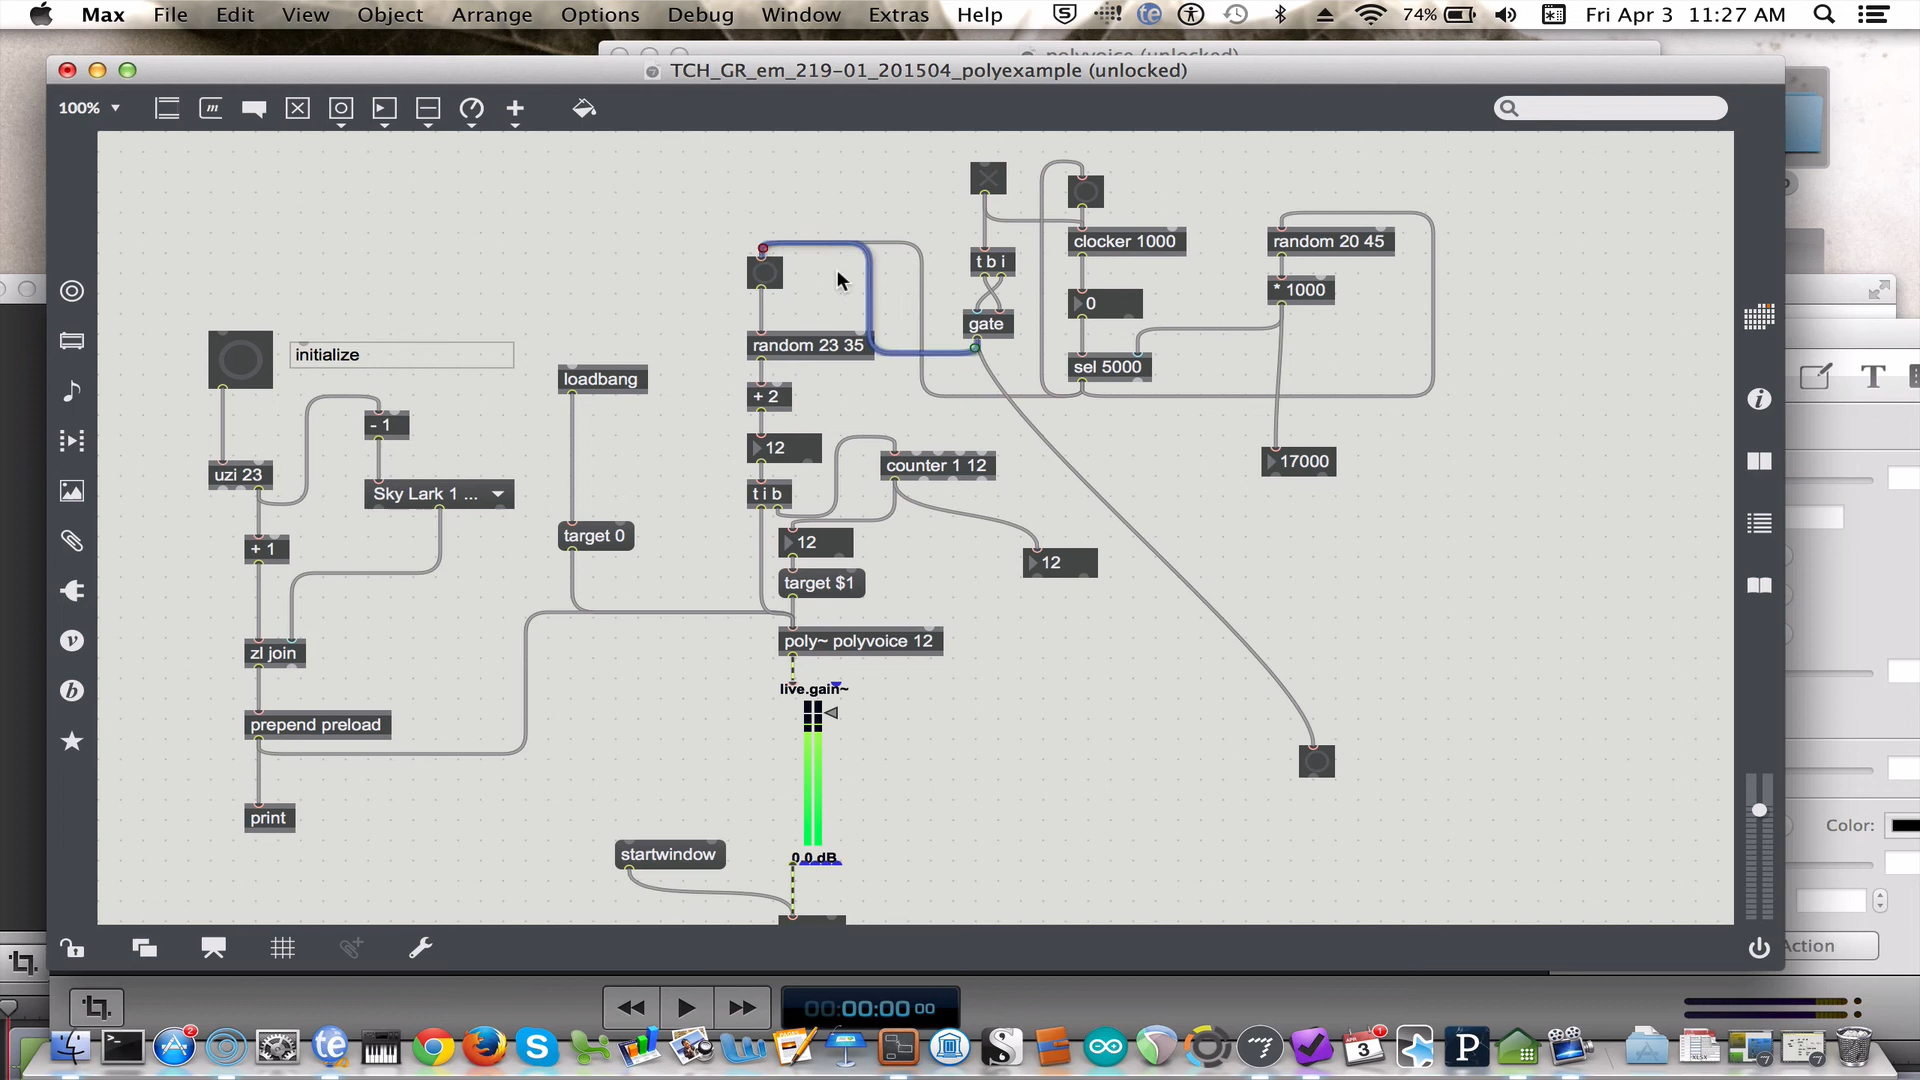 Max File Edit View Object Arrange Options Debug Window Extras Help 74% Fri Apr 3 11:27 AM
polyvoice (unlocked)
TCH_GR_em_219-01_201504_polyexample (unlocked)
100%
clocker 1000
random 20 45
t b i
* 1000
0
gate
random 23 35
initialize
sel 5000
loadbang
+ 2
- 1
12
17000
counter 1 12
uzi 23
Sky Lark 1 ...
t i b
target 0
12
+ 1
12
target $1
poly~ polyvoice 12
zl join
live.gain~
prepend preload
print
Color:
startwindow
0.0 dB
Action
00:00:00 00